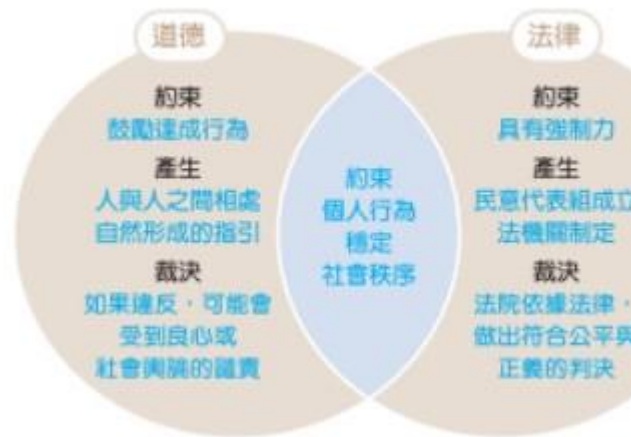 道德
約束
鼓勵達成行為
產生
人與人之間相處
自然形成的指引
裁決
如果違反，可能會
受到良心或
社會輿論的譴責
約束
個人行為
穩定
社會秩序
法律
約束
具有強制力
產生
民意代表組成立
法機關制定
裁決
法院依據法律，
做出符合公平與
正義的判決